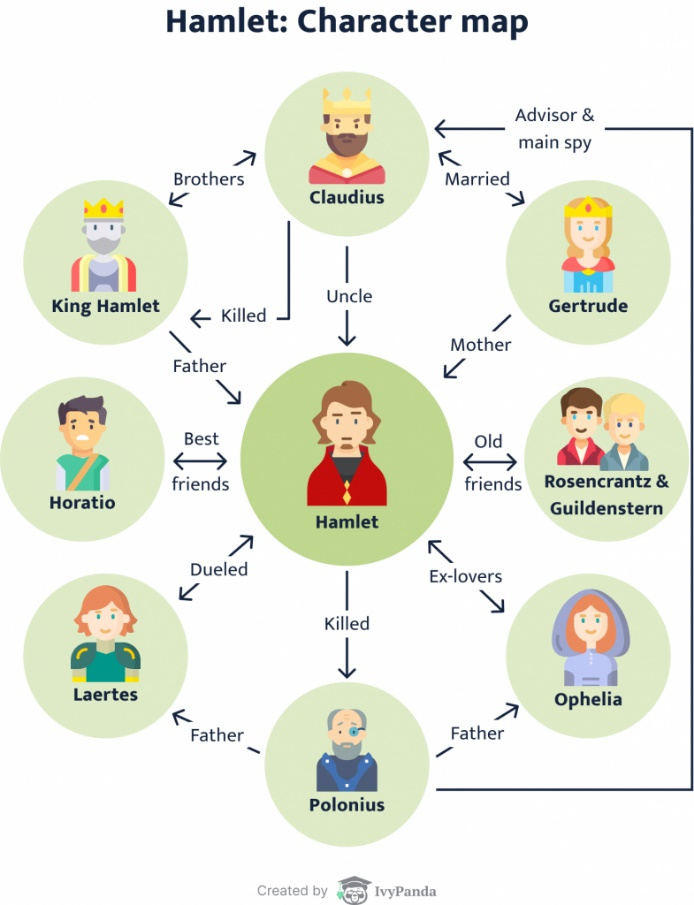 Hamlet: Character map
Advisor &
main spy
Brothers
Married
Claudius
King Hamlet
Gertrude
Killed
Uncle
Father
Mother
Best
friends
Old
friends
Horatio
Hamlet
Rosencrantz &
Guildenstern
Dueled
Ex-lovers
Killed
Laertes
Ophelia
Father
Father
Polonius
Created by IvyPanda